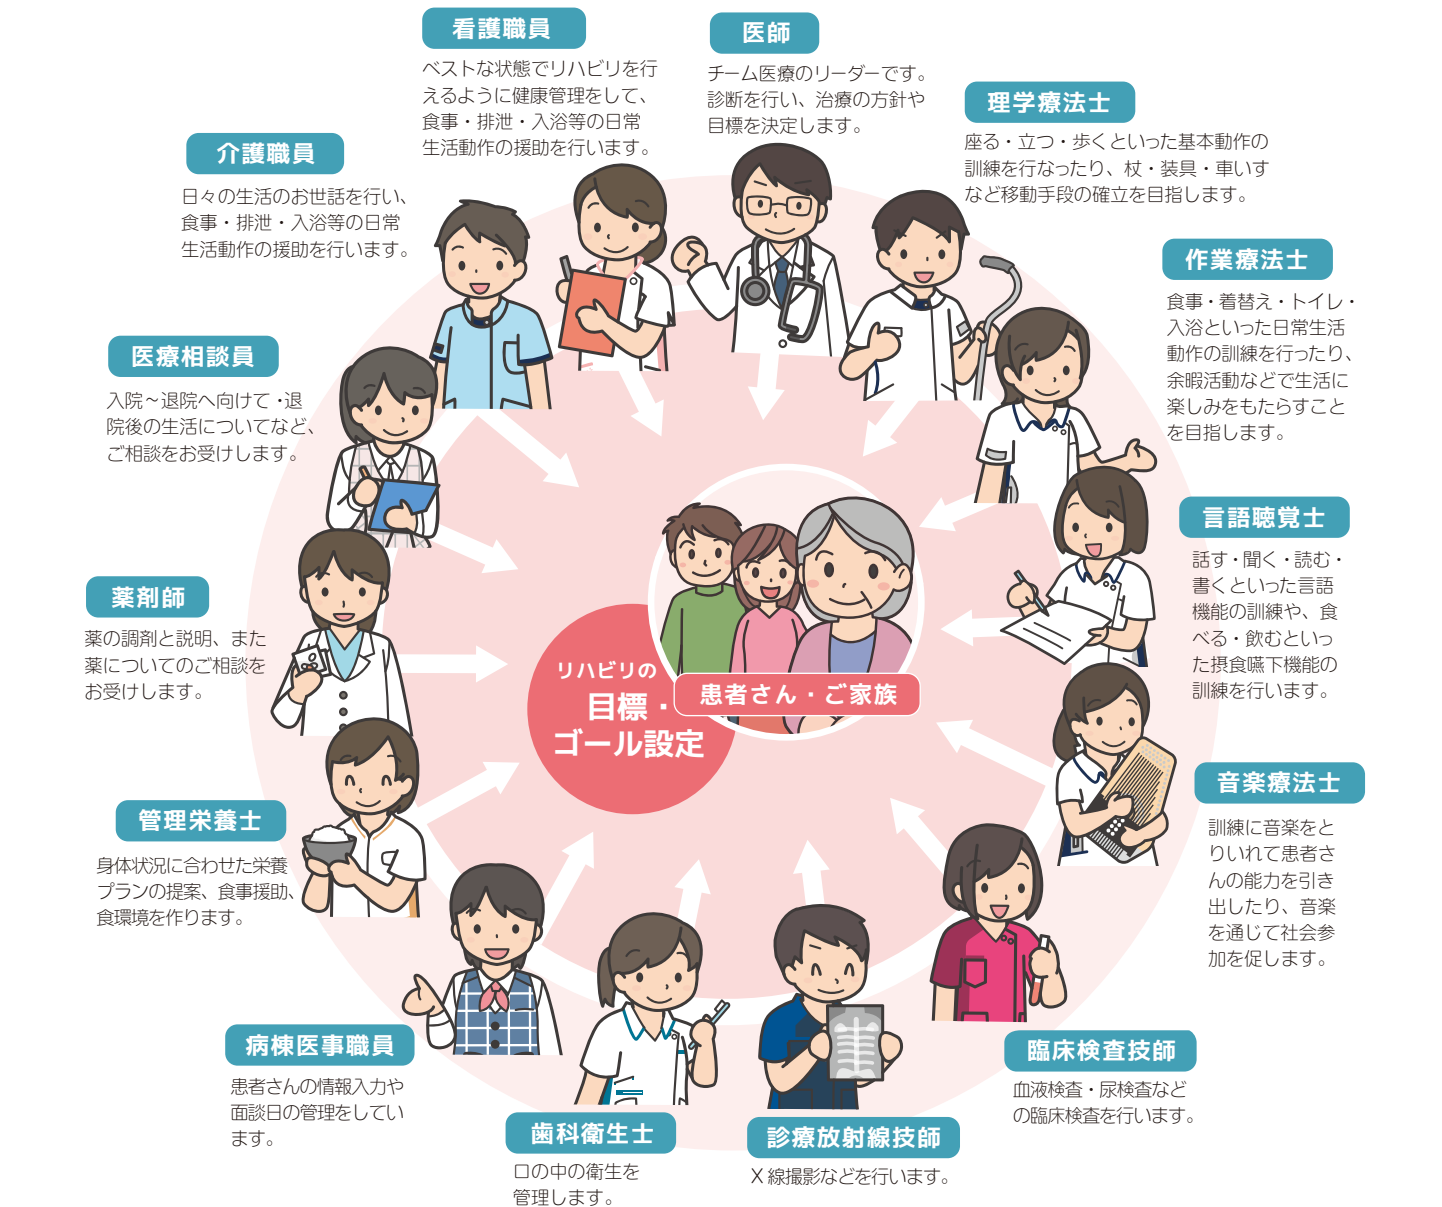 看護職員
ベストな状態でリハビリを行
えるように健康管理をして、
食事・排泄・入浴等の日常
生活動作の援助を行います。
医師
チーム医療のリーダーです。
診断を行い、治療の方針や
目標を決定します。
理学療法士
座る・立つ・歩くといった基本動作の
訓練を行なったり、杖・装具・車いす
など移動手段の確立を目指します。
作業療法士
食事・着替え・トイレ・
入浴といった日常生活
動作の訓練を行ったり、
余暇活動などで生活に
楽しみをもたらすこと
を目指します。
言語聴覚士
話す・聞く・読む・
書くといった言語
機能の訓練や、食
べる・飲むといっ
た摂食嚥下機能の
訓練を行います。
音楽療法士
訓練に音楽をと
りいれて患者さ
んの能力を引き
出したり、音楽
を通じて社会参
加を促します。
臨床検査技師
血液検査・尿検査など
の臨床検査を行います。
診療放射線技師
X 線撮影などを行います。
歯科衛生士
口の中の衛生を
管理します。
病棟医事職員
患者さんの情報入力や
面談日の管理をしてい
ます。
管理栄養士
身体状況に合わせた栄養
プランの提案、食事援助、
食環境を作ります。
薬剤師
薬の調剤と説明、また
薬についてのご相談を
お受けします。
医療相談員
入院～退院へ向けて・退
院後の生活についてなど、
ご相談をお受けします。
介護職員
日々の生活のお世話を行い、
食事・排泄・入浴等の日常
生活動作の援助を行います。
リハビリの
目標・
ゴール設定
患者さん・ご家族